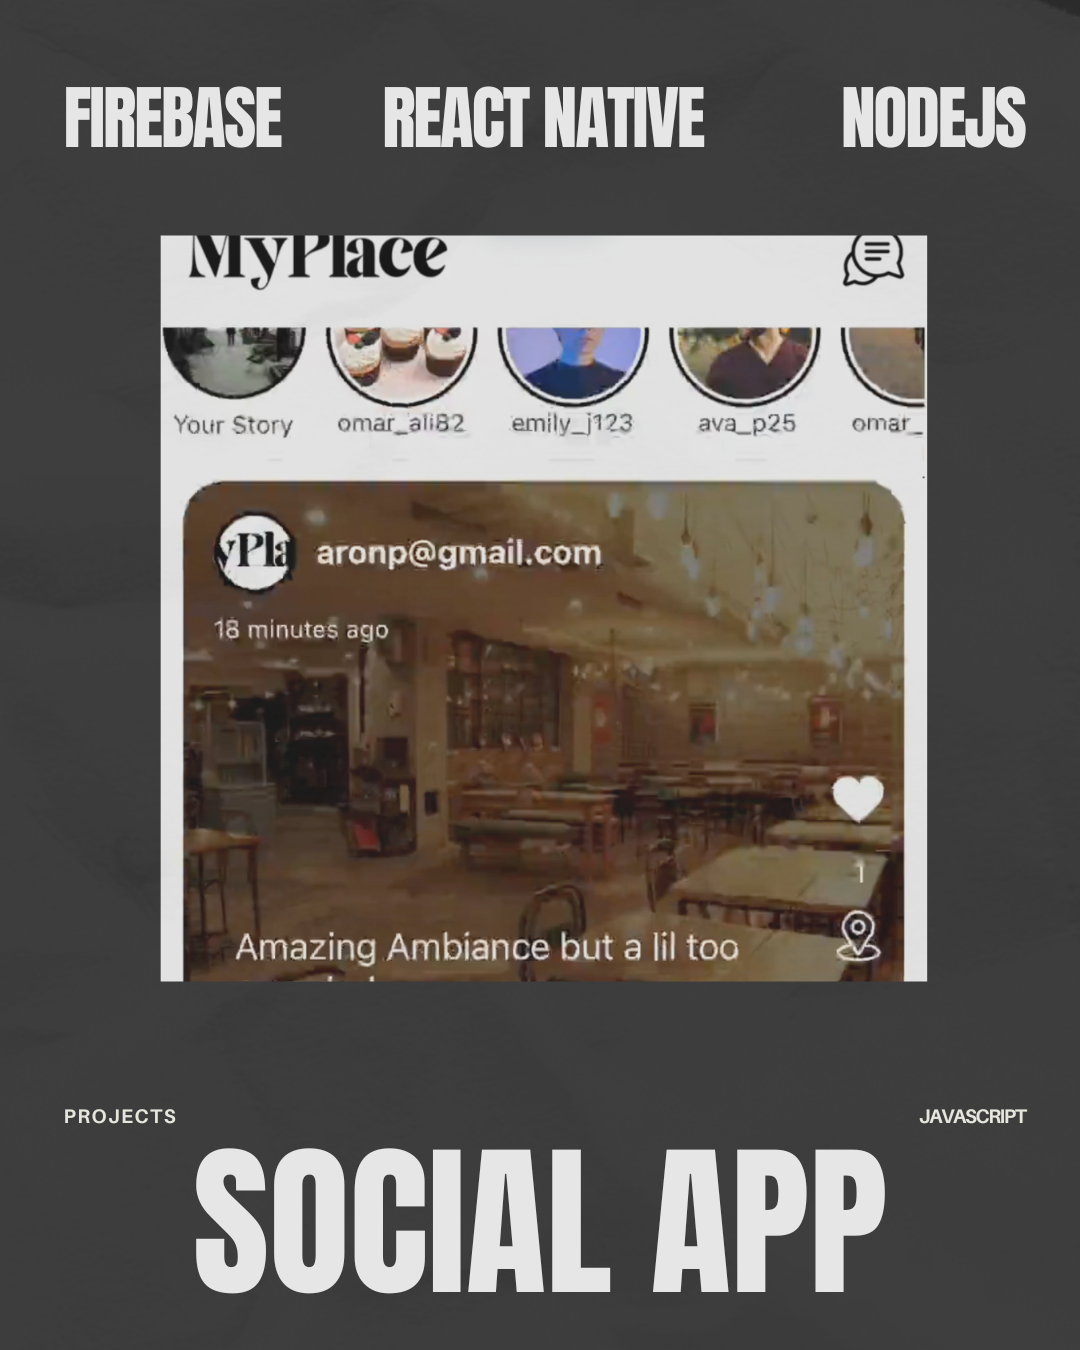 FIREBASE REACT NATIVE NODEJS
MyPlace
Your Story omar_ali82 emily_j123 ava_p25 omar_
yPla
aronp@gmail.com
18 minutes ago
1
Amazing Ambiance but a lil too
PROJECTS JAVASCRIPT
SOCIAL APP